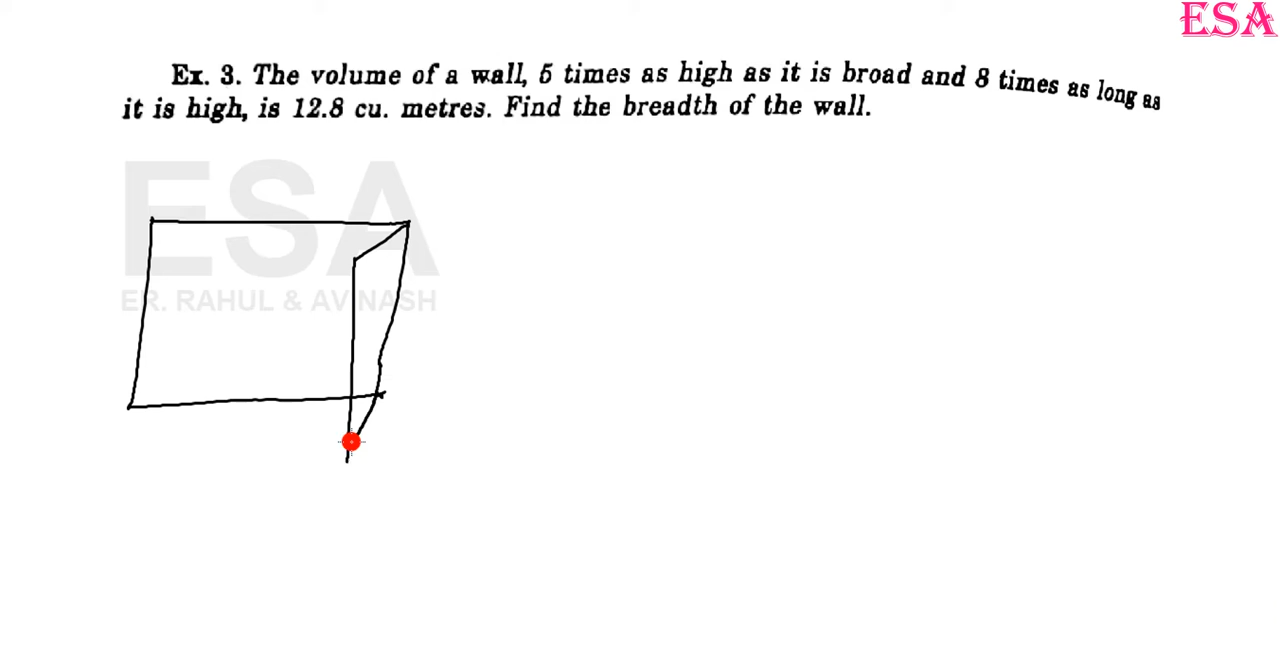 ESA
Ex. 3. The volume of a wall, 5 times as high as it is broad and 8 times as long as
it is high, is 12.8 cu. metres. Find the breadth of the wall.
ESA
ER. RAHUL & AVINASH